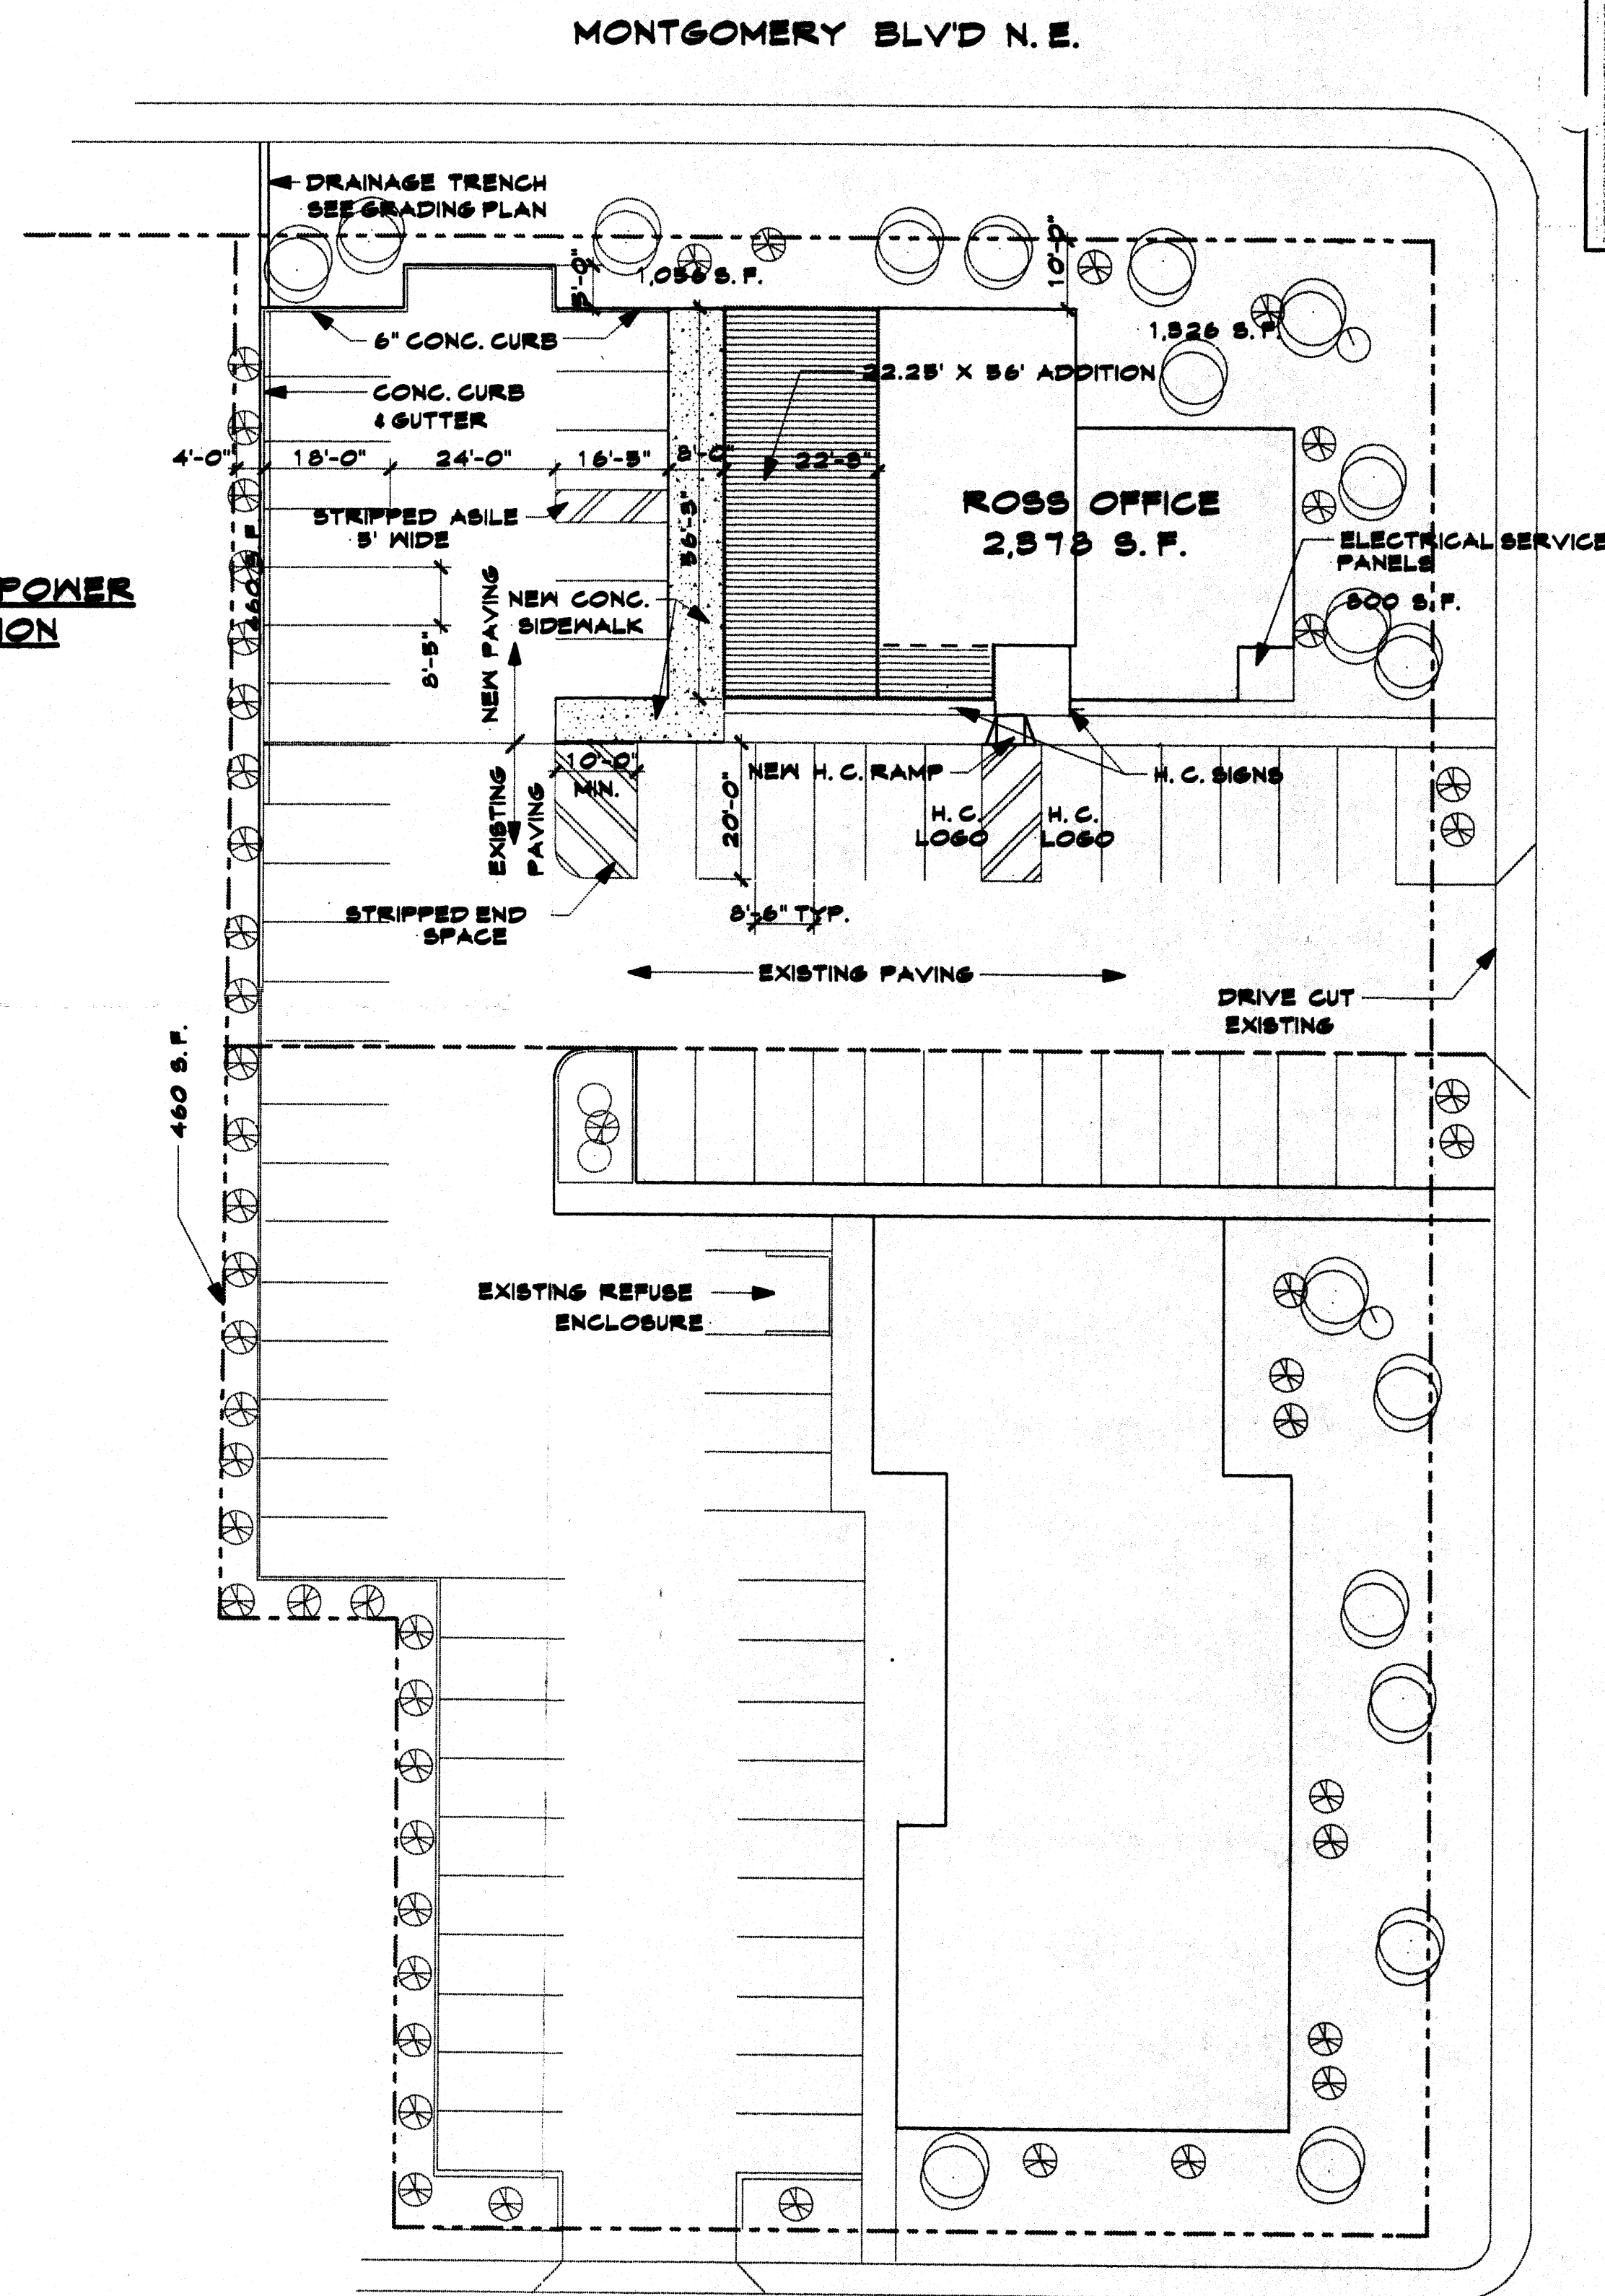 MONTGOMERY BLV'D N.E.
DRAINAGE TRENCH
SEE GRADING PLAN
5'-0"
1,056 S.F.
10'-0"
6" CONC. CURB
1,526 S.F.
22.25' X 56' ADDITION
CONC. CURB
& GUTTER
4'-0"
18'-0"
24'-0"
16'-5"
8'-0"
22'-3"
ROSS OFFICE
2,578 S.F.
STRIPPED ASILE
5' WIDE
56'-5"
ELECTRICAL SERVICE
PANELS
POWER
ION
460 S.F.
NEW CONC.
SIDEWALK
800 S.F.
8'-5"
NEW PAVING
EXISTING
PAVING
10'-0"
MIN.
20'-0"
NEW H.C. RAMP
H.C. SIGNS
H.C.
LOGO
H.C.
LOGO
STRIPPED END
SPACE
8'-6" TYP.
EXISTING PAVING
DRIVE CUT
EXISTING
460 S.F.
EXISTING REFUSE
ENCLOSURE